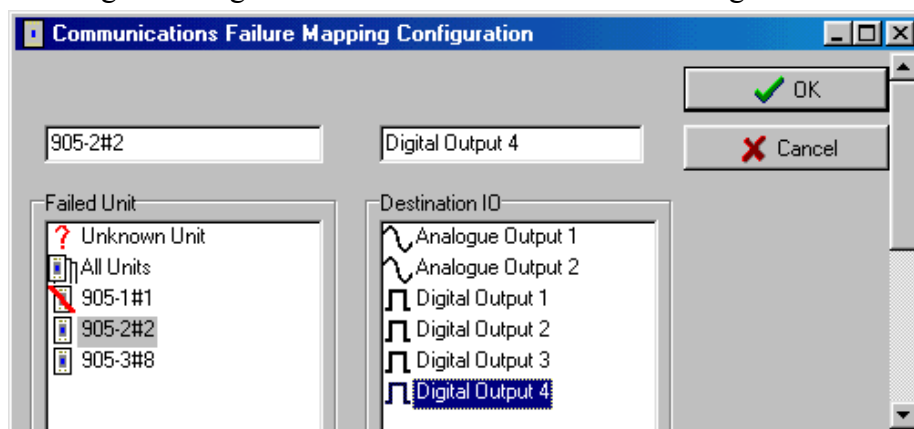 Communications Failure Mapping Configuration
OK
905-2#2
Digital Output 4
Cancel
Failed Unit
? Unknown Unit
All Units
905-1#1
905-2#2
905-3#8
Destination IO
Analogue Output 1
Analogue Output 2
Digital Output 1
Digital Output 2
Digital Output 3
Digital Output 4